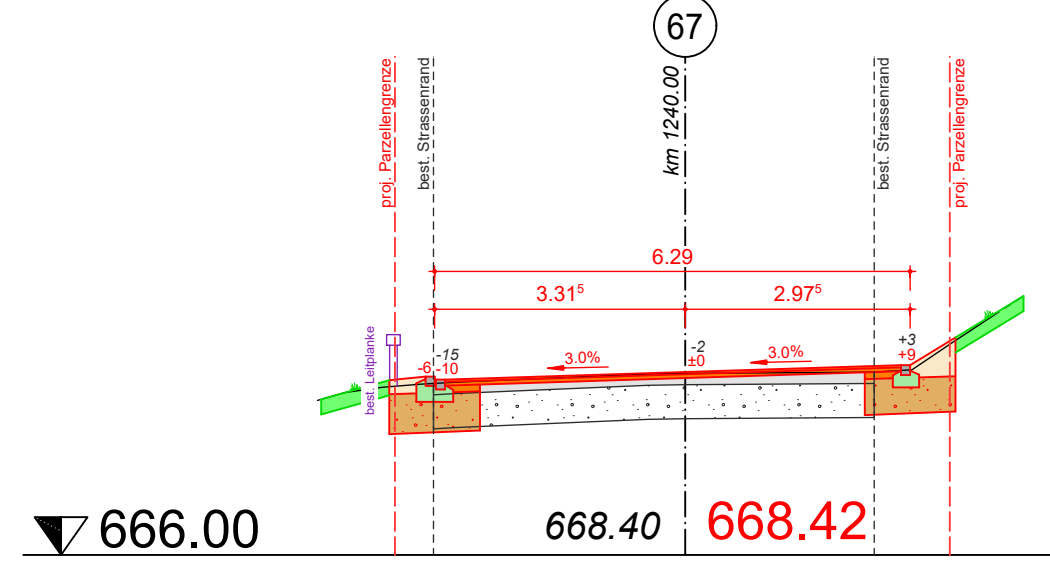 67
km 1240.00
proj. Parzellengrenze
best. Strassenrand
best. Strassenrand
proj. Parzellengrenze
6.29
3.31⁵ 2.97⁵
best. Leitplanke
-15
-6 -10
3.0%
-2
±0
3.0%
+3
+9
666.00 668.40 668.42